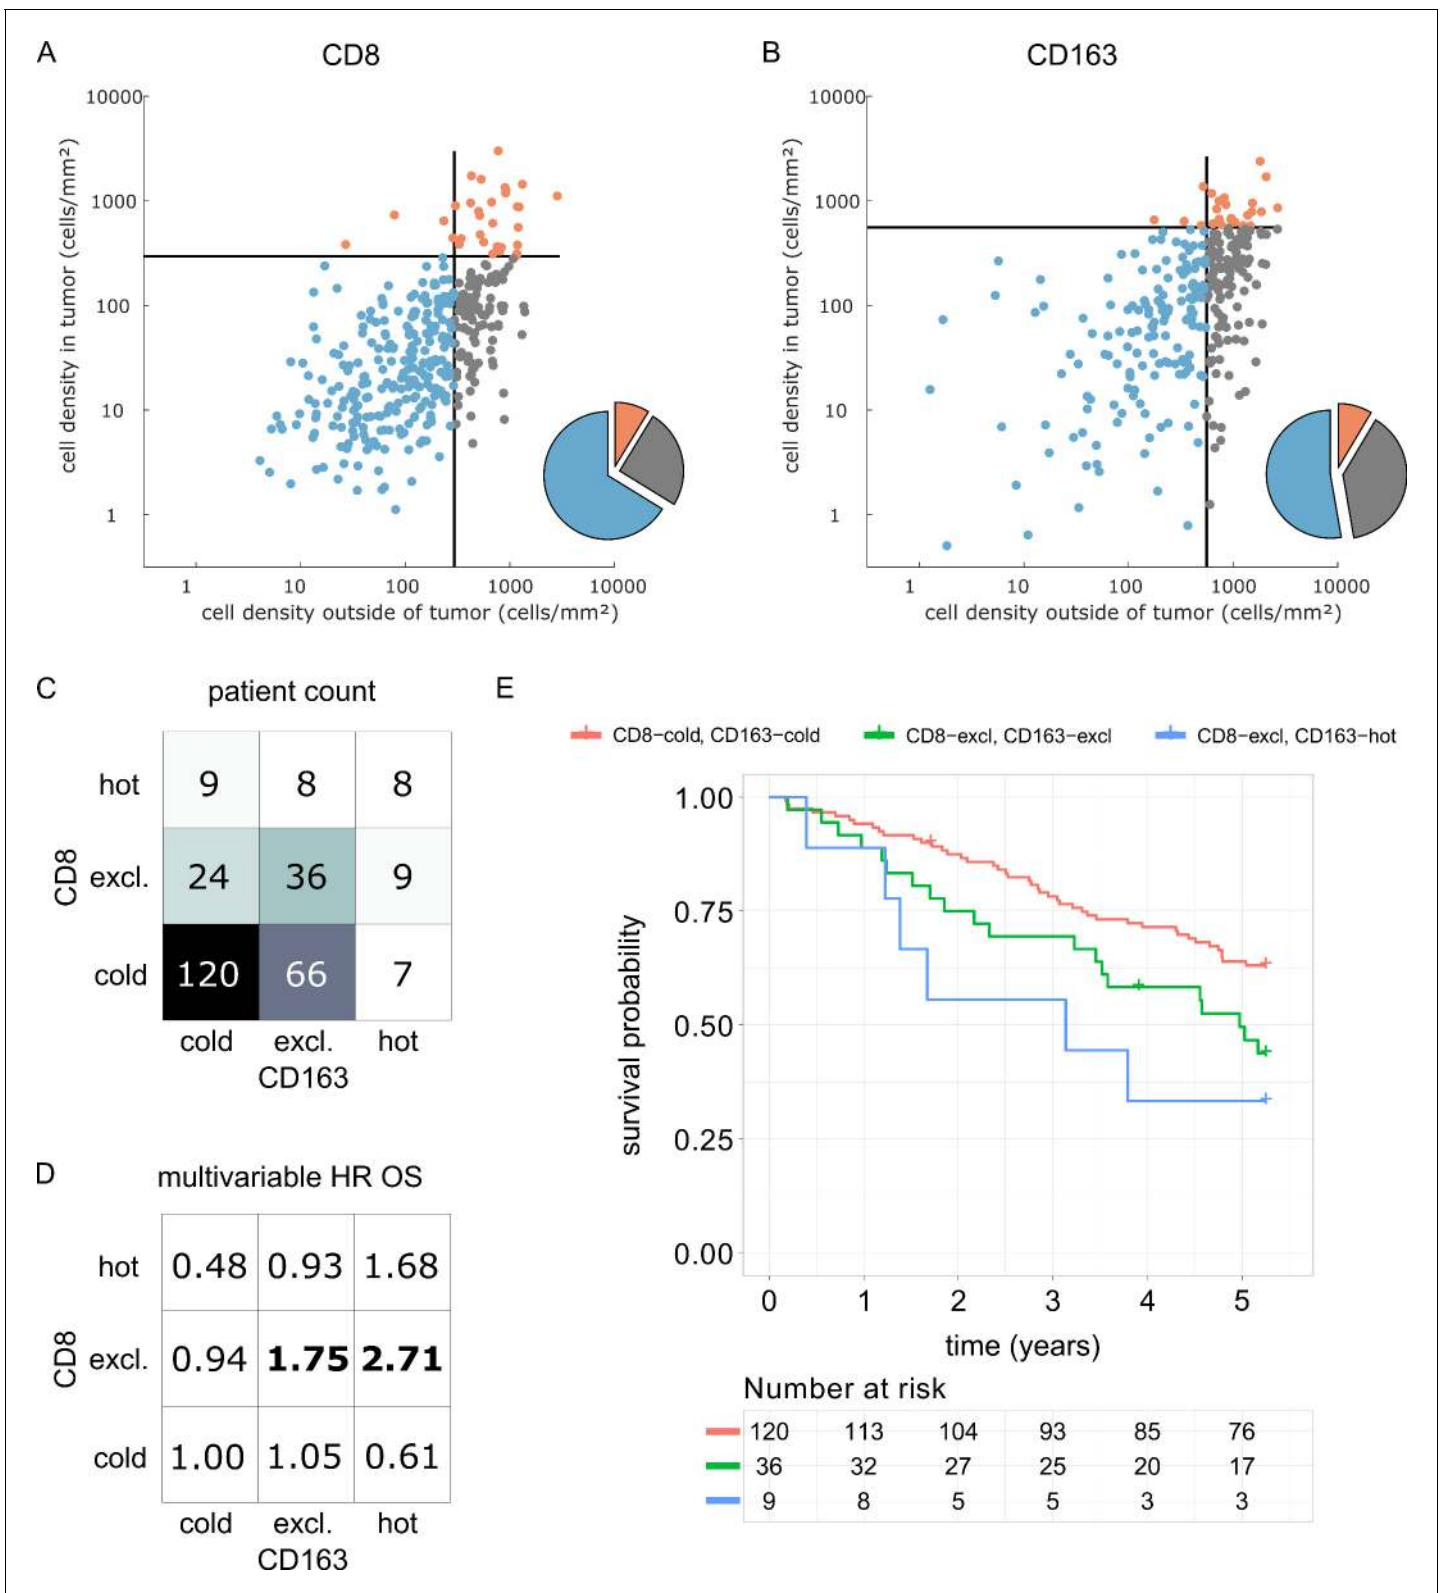 A
CD8
10000
1000
100
10
1
cell density in tumor (cells/mm²)
1 10 100 1000 10000
cell density outside of tumor (cells/mm²)
B
CD163
10000
1000
100
10
1
cell density in tumor (cells/mm²)
1 10 100 1000 10000
cell density outside of tumor (cells/mm²)
C
patient count
hot 9 8 8
CD8 excl. 24 36 9
cold 120 66 7
cold excl. hot
CD163
D
multivariable HR OS
hot 0.48 0.93 1.68
CD8 excl. 0.94 1.75 2.71
cold 1.00 1.05 0.61
cold excl. hot
CD163
E
CD8-cold, CD163-cold CD8-excl, CD163-excl CD8-excl, CD163-hot
1.00
0.75
0.50
0.25
0.00
survival probability
0 1 2 3 4 5
time (years)
Number at risk
120 113 104 93 85 76
36 32 27 25 20 17
9 8 5 5 3 3